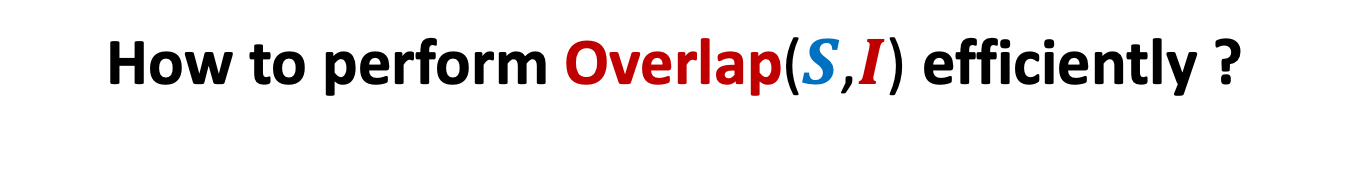 How to perform Overlap(S,I) efficiently ?